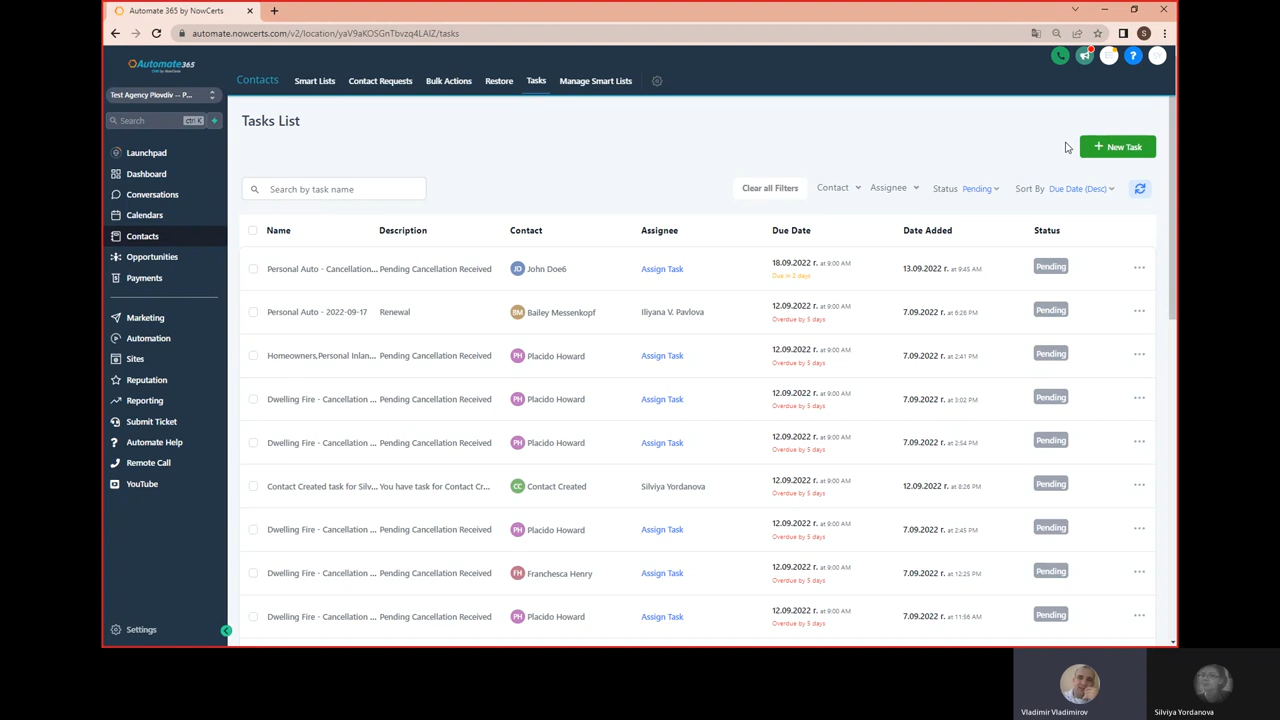 Automate 365 by NowCerts
automate.nowcerts.com/v2/location/yaV9aKOSGnTbvzq4LAIZ/tasks
S
Automate365
CRM by NowCerts
Contacts
Smart Lists
Contact Requests
Bulk Actions
Restore
Tasks
Manage Smart Lists
Test Agency Plovdiv -- P...
Search
ctrl K
Launchpad
Dashboard
Conversations
Calendars
Contacts
Opportunities
Payments
Marketing
Automation
Sites
Reputation
Reporting
Submit Ticket
Automate Help
Remote Call
YouTube
Settings
Tasks List
+ New Task
Search by task name
Clear all Filters
Contact
Assignee
Status Pending
Sort By Due Date (Desc)
Name Description Contact Assignee Due Date Date Added Status
Personal Auto - Cancellation... Pending Cancellation Received JD John Doe6 Assign Task 18.09.2022 г. at 9:00 AM 13.09.2022 г. at 9:45 AM Pending
Due in 2 days
Personal Auto - 2022-09-17 Renewal BM Bailey Messenkopf Iliyana V. Pavlova 12.09.2022 г. at 9:00 AM 7.09.2022 г. at 6:26 PM Pending
Overdue by 5 days
Homeowners,Personal Inlan... Pending Cancellation Received PH Placido Howard Assign Task 12.09.2022 г. at 9:00 AM 7.09.2022 г. at 2:41 PM Pending
Overdue by 5 days
Dwelling Fire - Cancellation ... Pending Cancellation Received PH Placido Howard Assign Task 12.09.2022 г. at 9:00 AM 7.09.2022 г. at 3:02 PM Pending
Overdue by 5 days
Dwelling Fire - Cancellation ... Pending Cancellation Received PH Placido Howard Assign Task 12.09.2022 г. at 9:00 AM 7.09.2022 г. at 2:54 PM Pending
Overdue by 5 days
Contact Created task for Silv... You have task for Contact Cr... CC Contact Created Silviya Yordanova 12.09.2022 г. at 9:00 AM 12.09.2022 г. at 8:26 PM Pending
Overdue by 5 days
Dwelling Fire - Cancellation ... Pending Cancellation Received PH Placido Howard Assign Task 12.09.2022 г. at 9:00 AM 7.09.2022 г. at 2:45 PM Pending
Overdue by 5 days
Dwelling Fire - Cancellation ... Pending Cancellation Received FH Franchesca Henry Assign Task 12.09.2022 г. at 9:00 AM 7.09.2022 г. at 12:25 PM Pending
Overdue by 5 days
Dwelling Fire - Cancellation ... Pending Cancellation Received PH Placido Howard Assign Task 12.09.2022 г. at 9:00 AM 7.09.2022 г. at 11:56 AM Pending
Overdue by 5 days
Vladimir Vladimirov
Silviya Yordanova